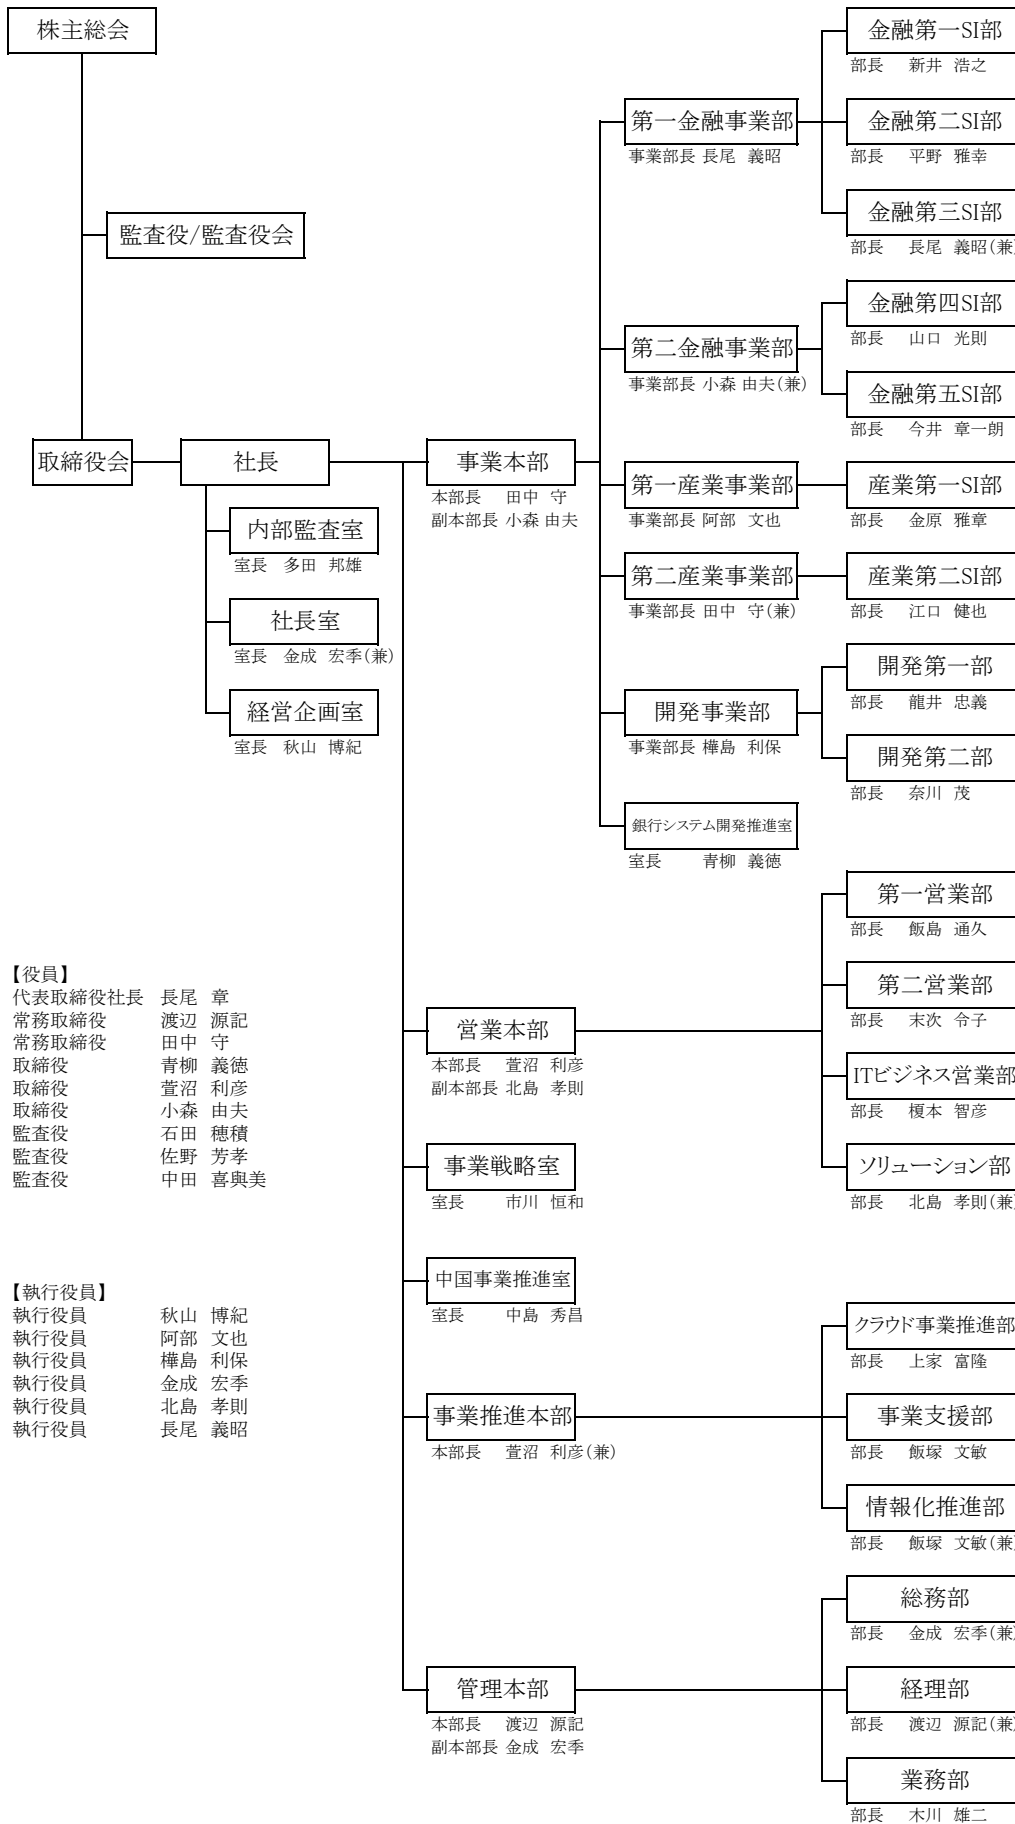 株主総会
監査役/監査役会
取締役会
社長
内部監査室
室長 多田 邦雄
社長室
室長 金成 宏季(兼)
経営企画室
室長 秋山 博紀
事業本部
本部長 田中 守
副本部長 小森 由夫
第一金融事業部
事業部長 長尾 義昭
金融第一SI部
部長 新井 浩之
金融第二SI部
部長 平野 雅幸
金融第三SI部
部長 長尾 義昭(兼)
第二金融事業部
事業部長 小森 由夫(兼)
金融第四SI部
部長 山口 光則
金融第五SI部
部長 今井 章一朗
第一産業事業部
事業部長 阿部 文也
産業第一SI部
部長 金原 雅章
第二産業事業部
事業部長 田中 守(兼)
産業第二SI部
部長 江口 健也
開発事業部
事業部長 樺島 利保
開発第一部
部長 龍井 忠義
開発第二部
部長 奈川 茂
銀行システム開発推進室
室長 青柳 義徳
営業本部
本部長 萱沼 利彦
副本部長 北島 孝則
第一営業部
部長 飯島 通久
第二営業部
部長 末次 令子
ITビジネス営業部
部長 榎本 智彦
ソリューション部
部長 北島 孝則(兼)
事業戦略室
室長 市川 恒和
中国事業推進室
室長 中島 秀昌
事業推進本部
本部長 萱沼 利彦(兼)
クラウド事業推進部
部長 上家 富隆
事業支援部
部長 飯塚 文敏
情報化推進部
部長 飯塚 文敏(兼)
管理本部
本部長 渡辺 源記
副本部長 金成 宏季
総務部
部長 金成 宏季(兼)
経理部
部長 渡辺 源記(兼)
業務部
部長 木川 雄二
【役員】
代表取締役社長 長尾 章
常務取締役 渡辺 源記
常務取締役 田中 守
取締役 青柳 義徳
取締役 萱沼 利彦
取締役 小森 由夫
監査役 石田 穂積
監査役 佐野 芳孝
監査役 中田 喜與美
【執行役員】
執行役員 秋山 博紀
執行役員 阿部 文也
執行役員 樺島 利保
執行役員 金成 宏季
執行役員 北島 孝則
執行役員 長尾 義昭